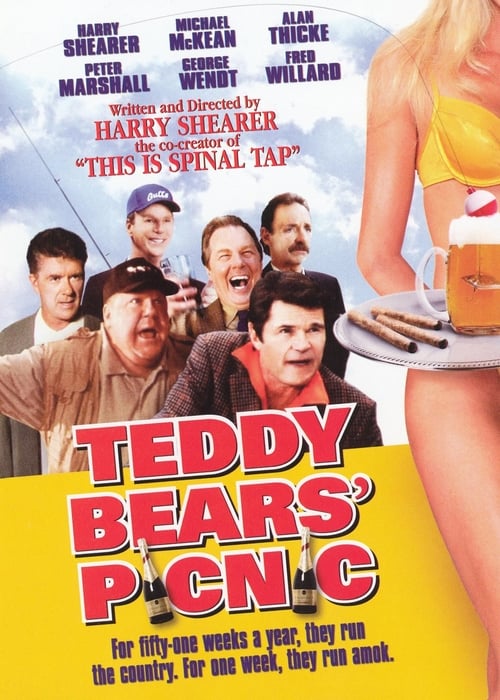 HARRY SHEARER
MICHAEL McKEAN
ALAN THICKE
PETER MARSHALL
GEORGE WENDT
FRED WILLARD
Written and Directed by
HARRY SHEARER
the co-creator of
"THIS IS SPINAL TAP"
TEDDY
BEARS'
PICNIC
For fifty-one weeks a year, they run
the country. For one week, they run amok.